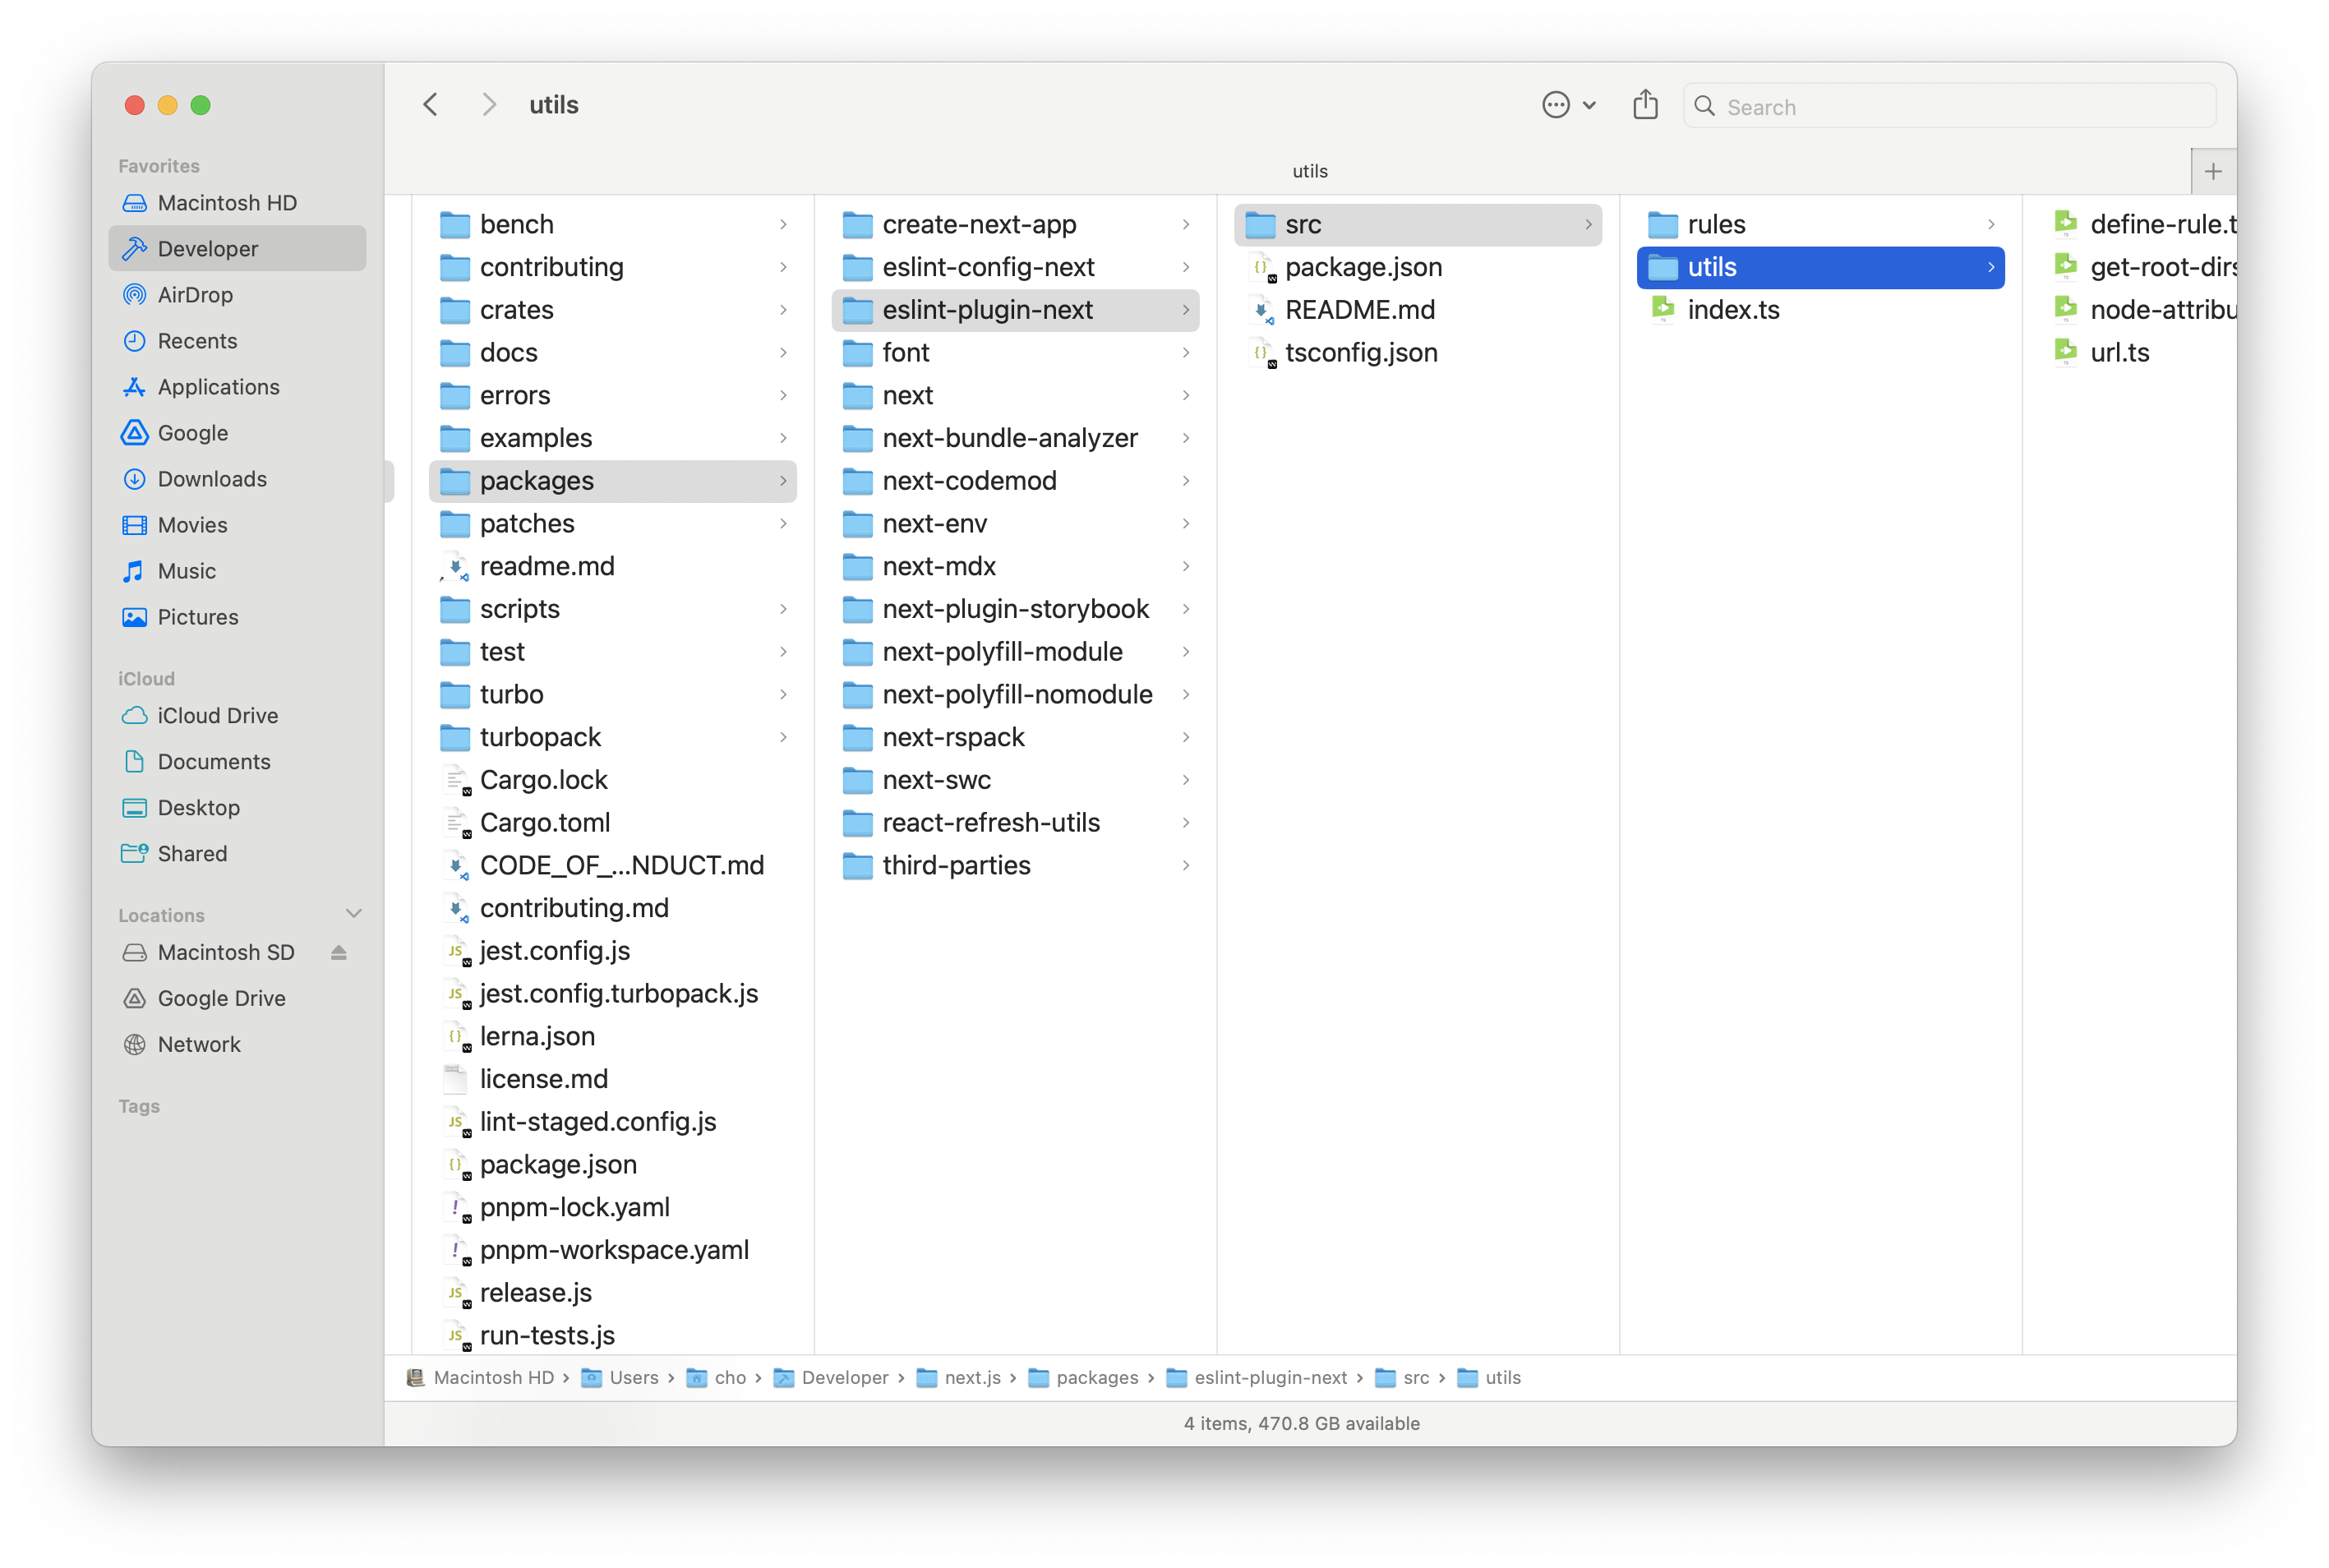 utils
Search
utils
Favorites
Macintosh HD
Developer
AirDrop
Recents
Applications
Google
Downloads
Movies
Music
Pictures
iCloud
iCloud Drive
Documents
Desktop
Shared
Locations
Macintosh SD
Google Drive
Network
Tags
bench
contributing
crates
docs
errors
examples
packages
patches
readme.md
scripts
test
turbo
turbopack
Cargo.lock
Cargo.toml
CODE_OF_...NDUCT.md
contributing.md
jest.config.js
jest.config.turbopack.js
lerna.json
license.md
lint-staged.config.js
package.json
pnpm-lock.yaml
pnpm-workspace.yaml
release.js
run-tests.js
create-next-app
eslint-config-next
eslint-plugin-next
font
next
next-bundle-analyzer
next-codemod
next-env
next-mdx
next-plugin-storybook
next-polyfill-module
next-polyfill-nomodule
next-rspack
next-swc
react-refresh-utils
third-parties
src
package.json
README.md
tsconfig.json
rules
utils
index.ts
define-rule.t
get-root-dirs
node-attribu
url.ts
Macintosh HD › Users › cho › Developer › next.js › packages › eslint-plugin-next › src › utils
4 items, 470.8 GB available